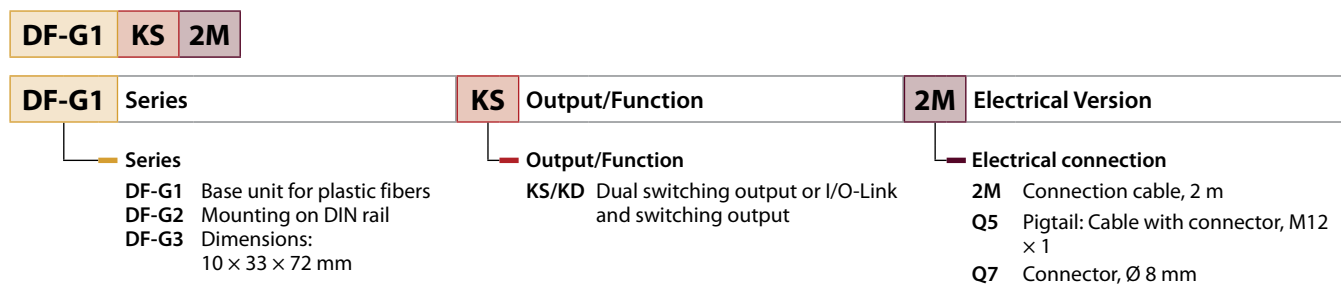 DF-G1 KS 2M
DF-G1 Series KS Output/Function 2M Electrical Version
Series
DF-G1 Base unit for plastic fibers
DF-G2 Mounting on DIN rail
DF-G3 Dimensions:
10 × 33 × 72 mm
Output/Function
KS/KD Dual switching output or I/O-Link
and switching output
Electrical connection
2M Connection cable, 2 m
Q5 Pigtail: Cable with connector, M12
× 1
Q7 Connector, Ø 8 mm